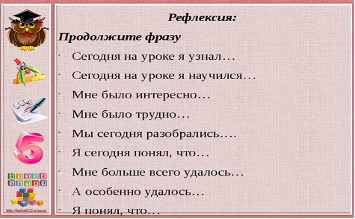 Рефлексия:
Продолжите фразу
Сегодня на уроке я узнал…
Сегодня на уроке я научился…
Мне было интересно…
Мне было трудно…
Мы сегодня разобрались….
Я сегодня понял, что…
Мне больше всего удалось…
А особенно удалось…
Я понял, что…
5